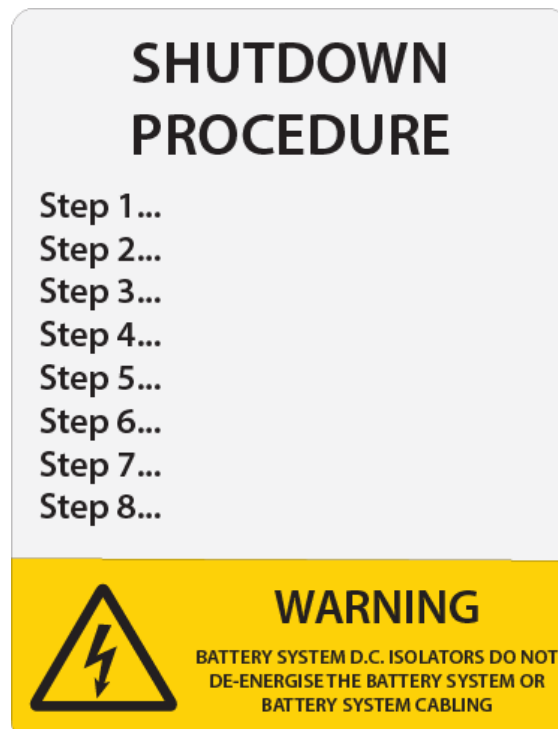 SHUTDOWN
PROCEDURE
Step 1...
Step 2...
Step 3...
Step 4...
Step 5...
Step 6...
Step 7...
Step 8...
WARNING
BATTERY SYSTEM D.C. ISOLATORS DO NOT
DE-ENERGISE THE BATTERY SYSTEM OR
BATTERY SYSTEM CABLING